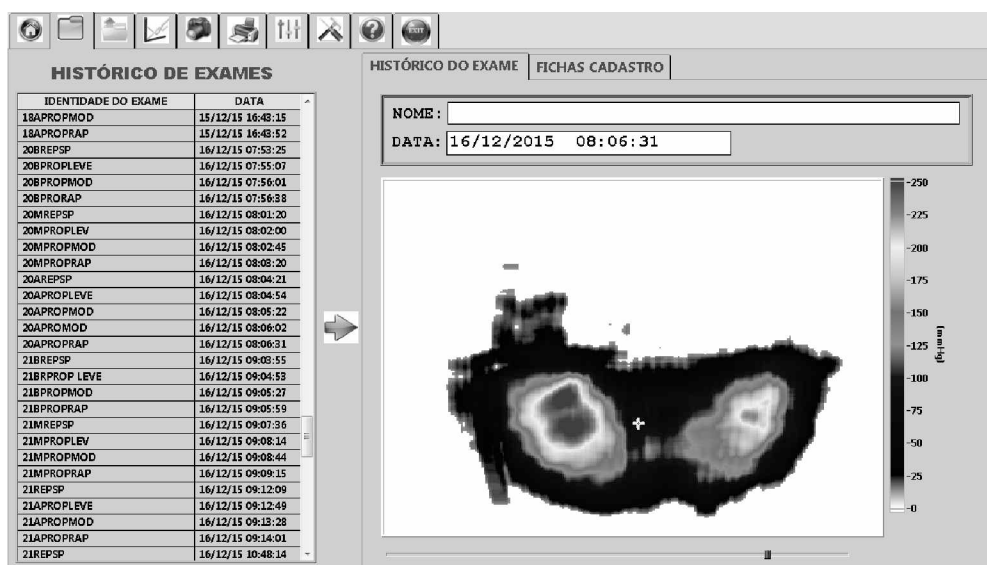 EXIT
HISTÓRICO DE EXAMES
IDENTIDADE DO EXAME DATA
18APROPMOD 15/12/15 16:43:15
18APROPRAP 15/12/15 16:43:52
20BREPSP 16/12/15 07:53:25
20BPROPLEVE 16/12/15 07:55:07
20BPROPMOD 16/12/15 07:56:01
20BPRORAP 16/12/15 07:56:38
20MREPSP 16/12/15 08:01:20
20MPROPLEV 16/12/15 08:02:00
20MPROPMOD 16/12/15 08:02:45
20MPROPRAP 16/12/15 08:03:20
20AREPSP 16/12/15 08:04:21
20APROPLEVE 16/12/15 08:04:54
20APROPMOD 16/12/15 08:05:22
20APROMOD 16/12/15 08:06:02
20APROPRAP 16/12/15 08:06:31
21BREPSP 16/12/15 09:03:55
21BRPROP LEVE 16/12/15 09:04:53
21BPROPMOD 16/12/15 09:05:27
21BPROPRAP 16/12/15 09:05:59
21MREPSP 16/12/15 09:07:36
21MPROPLEV 16/12/15 09:08:14
21MPROPMOD 16/12/15 09:08:44
21MPROPRAP 16/12/15 09:09:15
21REPSP 16/12/15 09:12:09
21APROPLEVE 16/12/15 09:12:49
21APROPMOD 16/12/15 09:13:28
21APROPRAP 16/12/15 09:14:01
21REPSP 16/12/15 10:48:14
HISTÓRICO DO EXAME FICHAS CADASTRO
NOME:
DATA: 16/12/2015 08:06:31
-250
-225
-200
-175
-150
-125
-100
-75
-50
-25
-0
(mmHg)